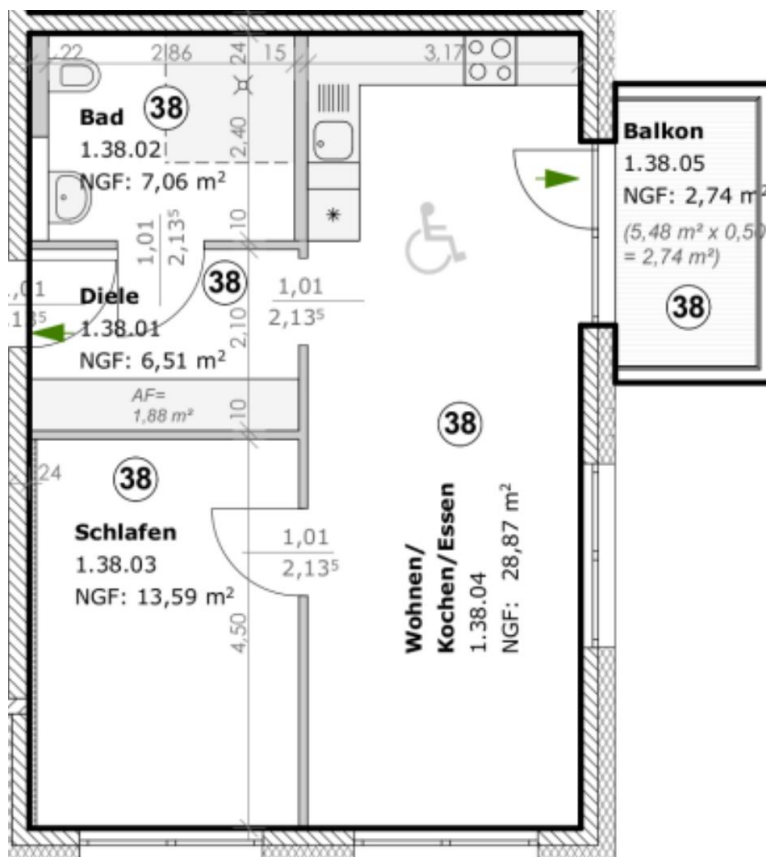 22 2,86 15 3,17
24
Bad 38
1.38.02
NGF: 7,06 m²
2,40
10
1,01
2,13⁵
Balkon
1.38.05
NGF: 2,74 m²
(5,48 m² x 0,50
= 2,74 m²)
38
Diele 38
1.38.01
NGF: 6,51 m²
2,10
1,01
2,13⁵
AF=
1,88 m²
10
38
24
Schlafen
1.38.03
NGF: 13,59 m²
1,01
2,13⁵
4,50
38
Wohnen/
Kochen/Essen
1.38.04
NGF: 28,87 m²